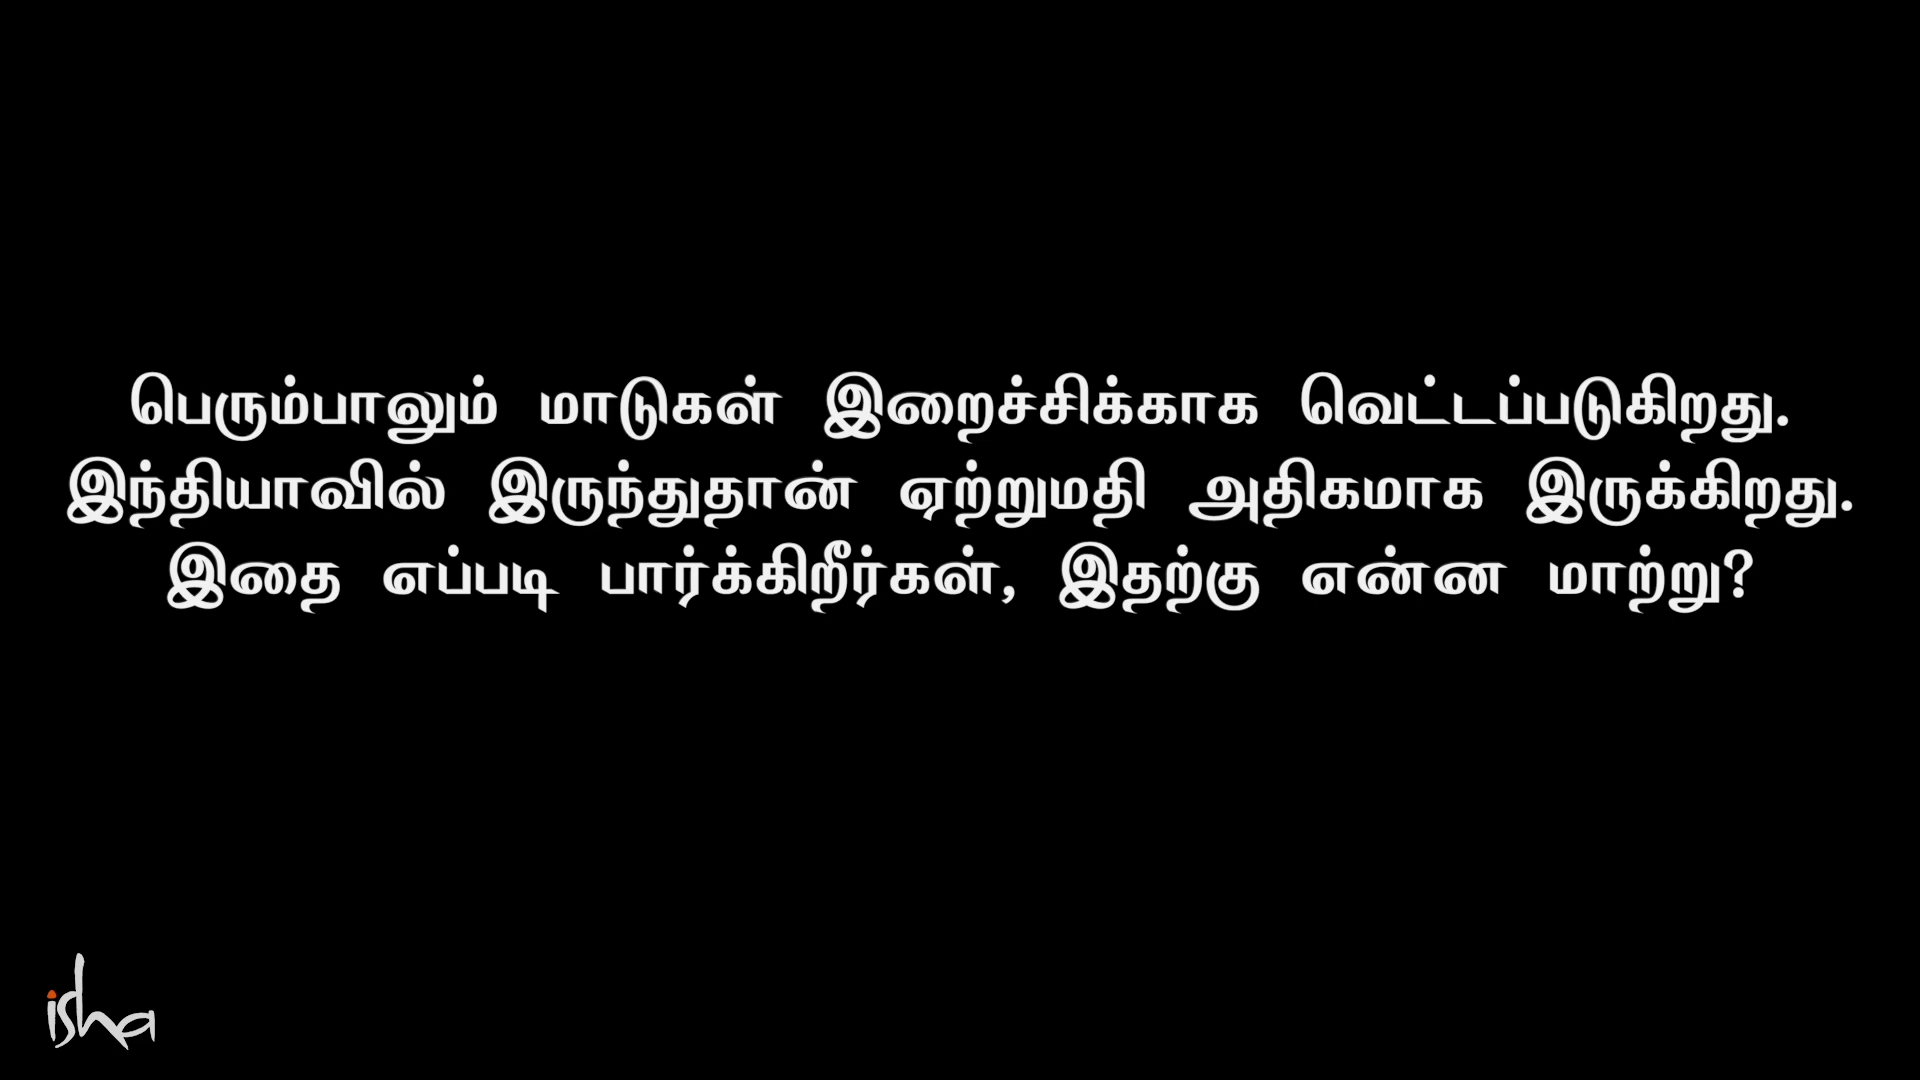 பெரும்பாலும் மாடுகள் இறைச்சிக்காக வெட்டப்படுகிறது.
இந்தியாவில் இருந்துதான் ஏற்றுமதி அதிகமாக இருக்கிறது.
இதை எப்படி பார்க்கிறீர்கள், இதற்கு என்ன மாற்று?
isha